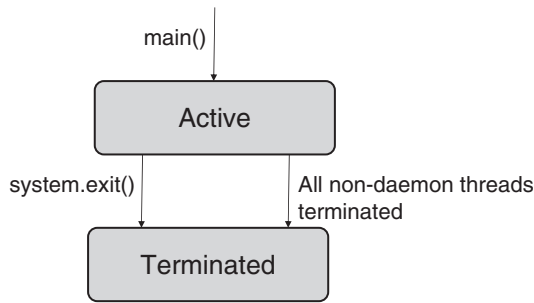 main()
Active
system.exit()
All non-daemon threads
terminated
Terminated